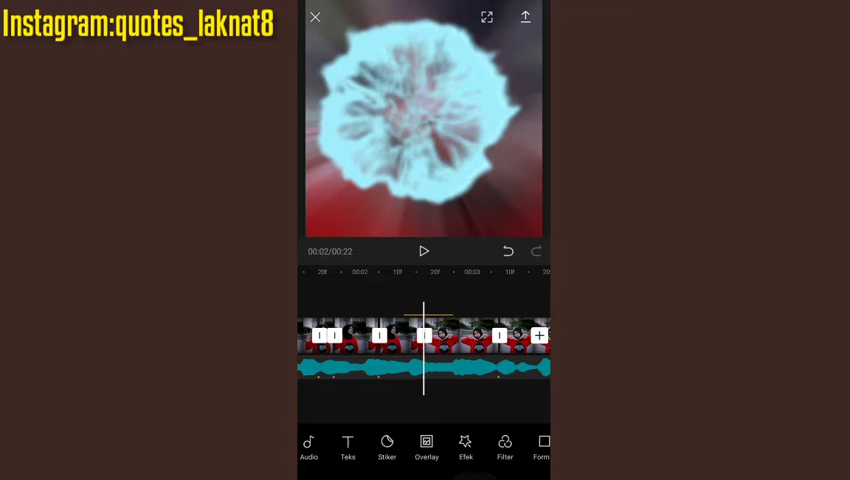 Instagram:quotes_laknat8
00:02/00:22
20f 00:02 10f 20f 00:03 10f 20
Audio Teks Stiker Overlay Efek Filter Form